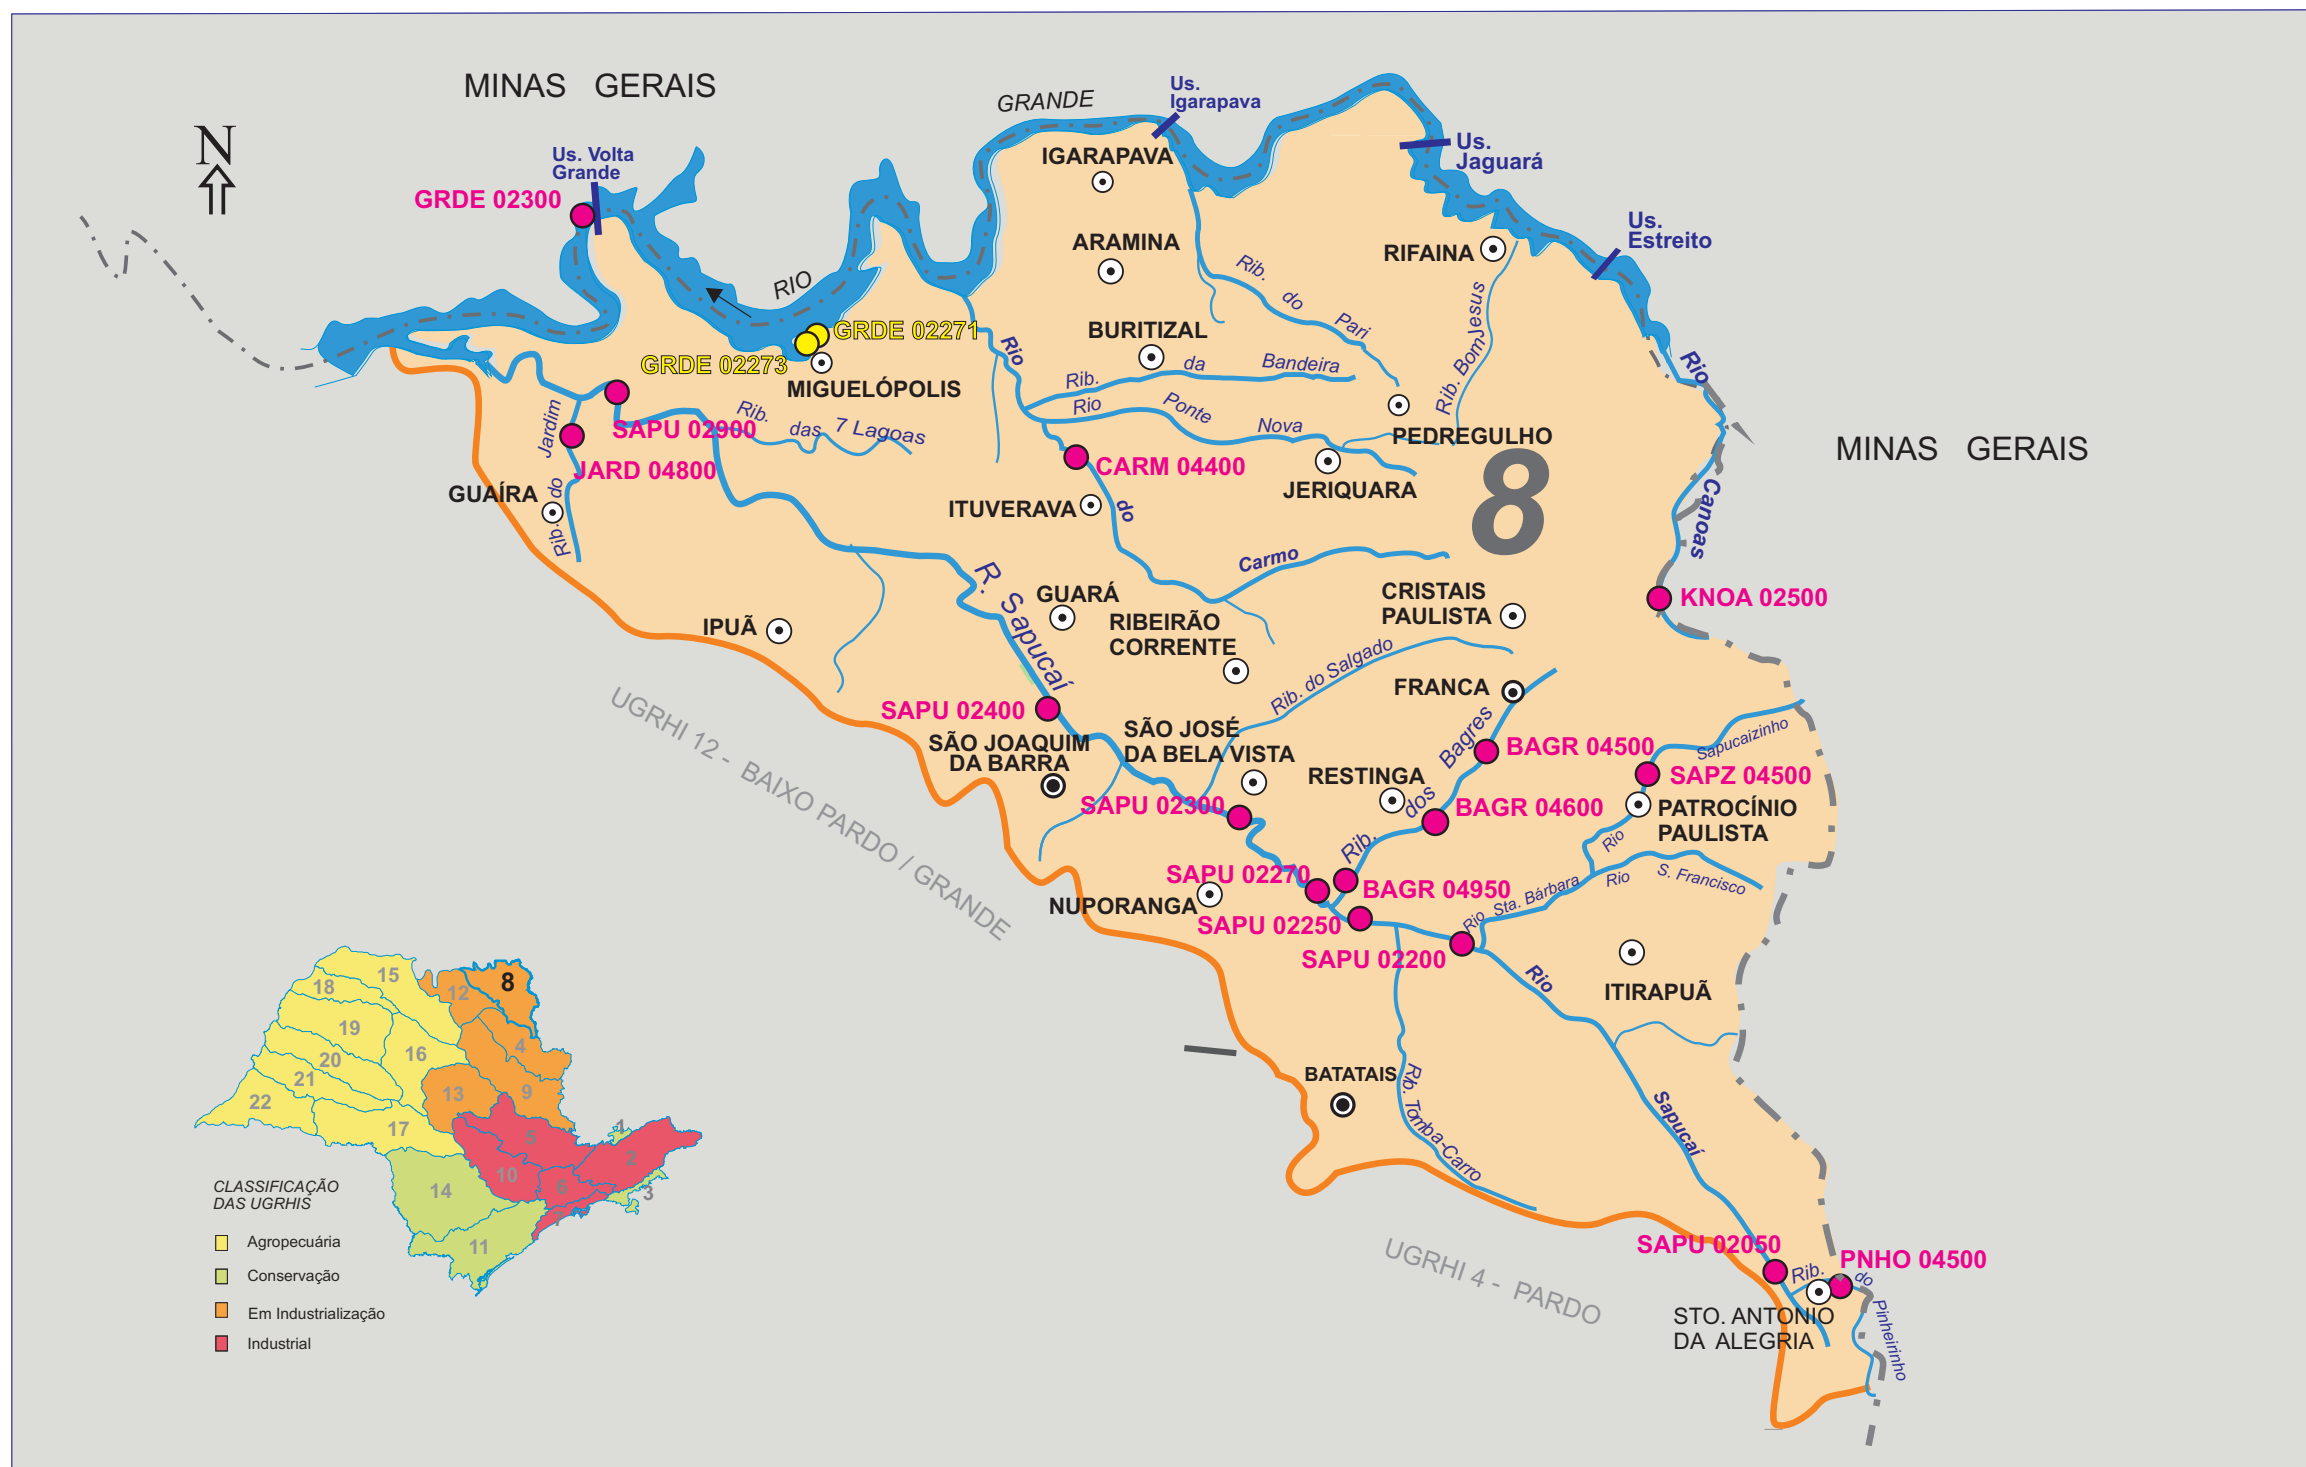 MINAS GERAIS
N
Us. Volta
Grande
GRDE 02300
GRANDE
Us.
Igarapava
IGARAPAVA
Us.
Jaguará
Us.
Estreito
ARAMINA
RIFAINA
RIO
Rib. do Pari
Rib. Bom Jesus
GRDE 02271
GRDE 02273
MIGUELÓPOLIS
BURITIZAL
Rib. da Bandeira
Rio Ponte Nova
Rio do Carmo
Rio Canoas
MINAS GERAIS
SAPU 02900
JARD 04800
Rib. do Jardim
Rib. das 7 Lagoas
GUAÍRA
CARM 04400
ITUVERAVA
PEDREGULHO
JERIQUARA
8
KNOA 02500
IPUÃ
R. Sapucaí
GUARÁ
RIBEIRÃO
CORRENTE
CRISTAIS
PAULISTA
Rib. do Salgado
FRANCA
SAPU 02400
SÃO JOAQUIM
DA BARRA
SÃO JOSÉ
DA BELA VISTA
RESTINGA
Rib. dos Bagres
BAGR 04500
BAGR 04600
BAGR 04950
SAPZ 04500
Rio Sapucaizinho
PATROCÍNIO
PAULISTA
SAPU 02300
SAPU 02270
SAPU 02250
SAPU 02200
NUPORANGA
Rio Sta. Bárbara
Rio S. Francisco
ITIRAPUÃ
Rio Sapucaí
UGRHI 12 - BAIXO PARDO / GRANDE
BATATAIS
Rib. Tomba-Carro
UGRHI 4 - PARDO
SAPU 02050
PNHO 04500
Rib. do Pinheirinho
STO. ANTONIO
DA ALEGRIA
15
18
12
8
19
16
4
20
21
13
9
22
17
5
1
2
10
6
3
14
7
11
CLASSIFICAÇÃO
DAS UGRHIS
Agropecuária
Conservação
Em Industrialização
Industrial